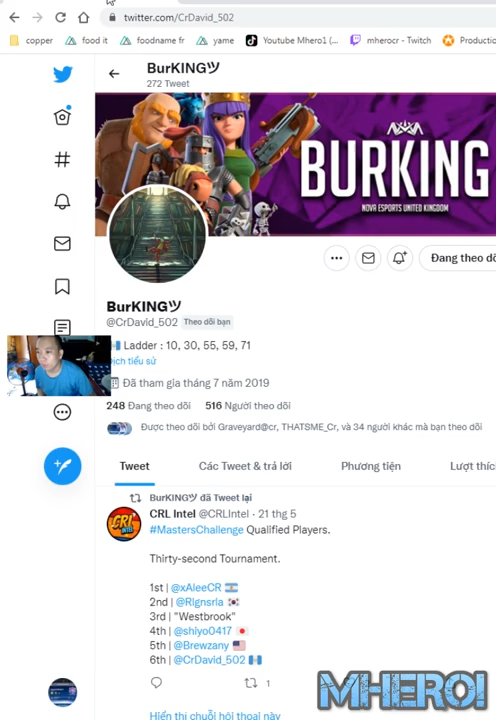 twitter.com/CrDavid_502
copper food it foodname fr yame Youtube Mhero1 (... mherocr - Twitch Productio
BurKINGツ
272 Tweet
BURKING
NOVA ESPORTS UNITED KINGDOM
Đang theo dõ
BurKINGツ
@CrDavid_502 Theo dõi bạn
Ladder : 10, 30, 55, 59, 71
Dịch tiểu sử
Đã tham gia tháng 7 năm 2019
248 Đang theo dõi 516 Người theo dõi
Được theo dõi bởi Graveyard@cr, THATSME_Cr, và 34 người khác mà bạn theo dõi
Tweet Các Tweet & trả lời Phương tiện Lượt thích
BurKINGツ đã Tweet lại
CRL Intel @CRLIntel · 21 thg 5
#MastersChallenge Qualified Players.
Thirty-second Tournament.
1st | @xAleeCR 🇦🇷
2nd | @Rlgnsrla 🇰🇷
3rd | "Westbrook"
4th | @shiyo0417 🇯🇵
5th | @Brewzany 🇺🇸
6th | @CrDavid_502 🇬🇹
1
Hiển thị chuỗi hội thoại này
CRL
MHERO1